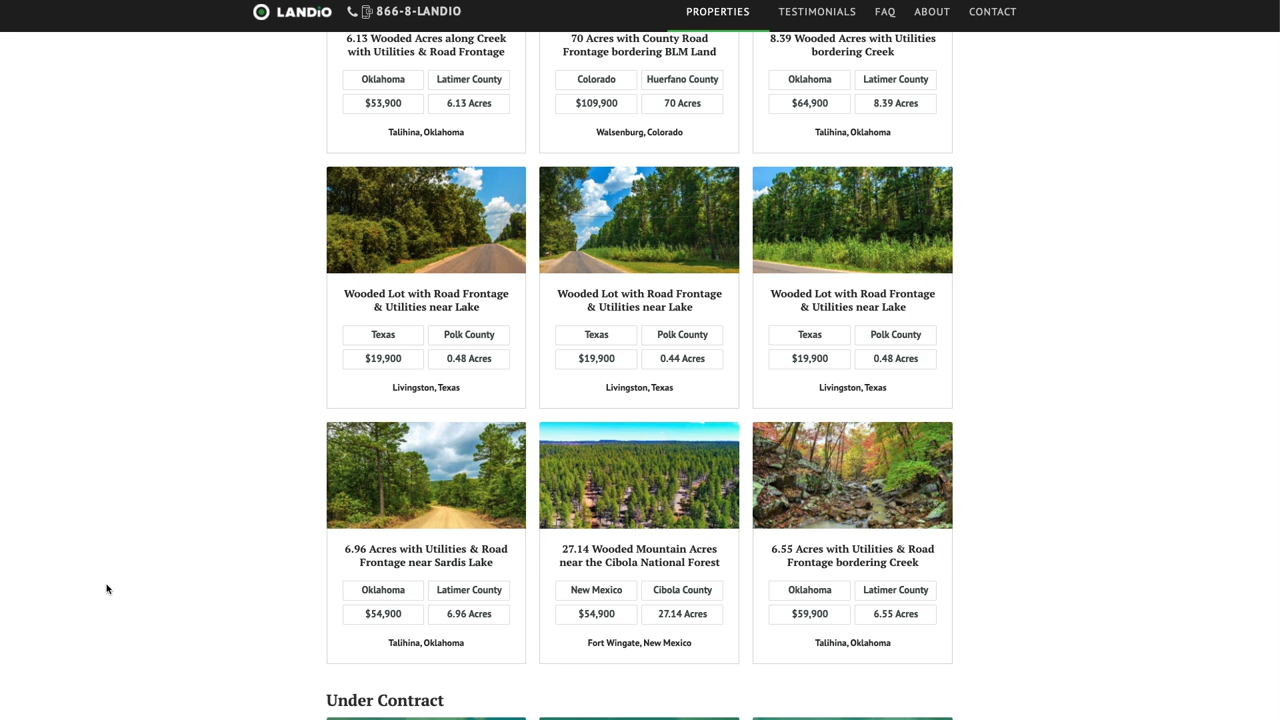 LANDiO 866-8-LANDIO PROPERTIES TESTIMONIALS FAQ ABOUT CONTACT
6.13 Wooded Acres along Creek
with Utilities & Road Frontage
Oklahoma Latimer County
$53,900 6.13 Acres
Talihina, Oklahoma
70 Acres with County Road
Frontage bordering BLM Land
Colorado Huerfano County
$109,900 70 Acres
Walsenburg, Colorado
8.39 Wooded Acres with Utilities
bordering Creek
Oklahoma Latimer County
$64,900 8.39 Acres
Talihina, Oklahoma
Wooded Lot with Road Frontage
& Utilities near Lake
Texas Polk County
$19,900 0.48 Acres
Livingston, Texas
Wooded Lot with Road Frontage
& Utilities near Lake
Texas Polk County
$19,900 0.44 Acres
Livingston, Texas
Wooded Lot with Road Frontage
& Utilities near Lake
Texas Polk County
$19,900 0.48 Acres
Livingston, Texas
6.96 Acres with Utilities & Road
Frontage near Sardis Lake
Oklahoma Latimer County
$54,900 6.96 Acres
Talihina, Oklahoma
27.14 Wooded Mountain Acres
near the Cibola National Forest
New Mexico Cibola County
$54,900 27.14 Acres
Fort Wingate, New Mexico
6.55 Acres with Utilities & Road
Frontage bordering Creek
Oklahoma Latimer County
$59,900 6.55 Acres
Talihina, Oklahoma
Under Contract